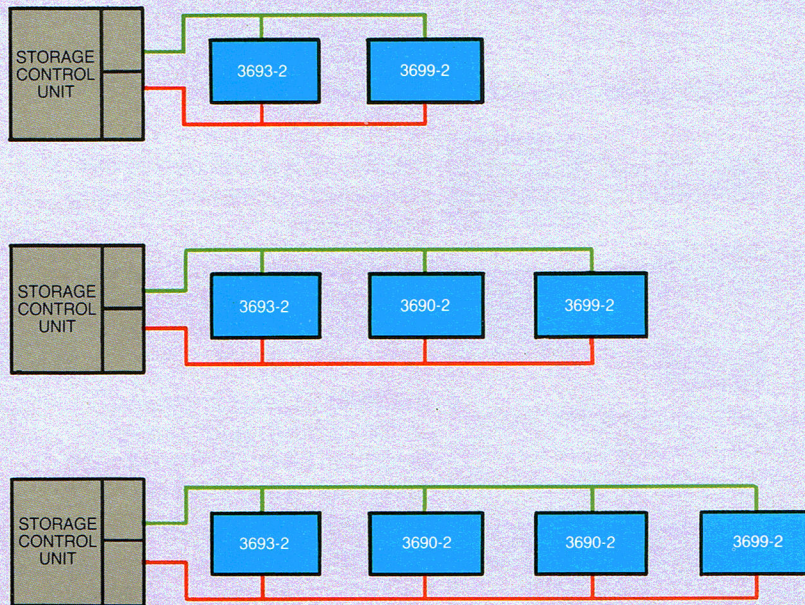 STORAGE
CONTROL
UNIT
3693-2
3699-2
STORAGE
CONTROL
UNIT
3693-2
3690-2
3699-2
STORAGE
CONTROL
UNIT
3693-2
3690-2
3690-2
3699-2